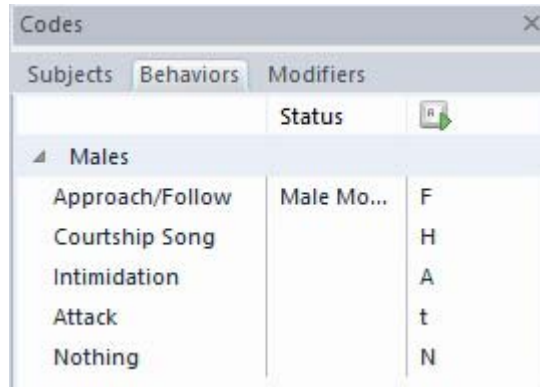 Codes
Subjects Behaviors Modifiers
Status
Males
Approach/Follow Male Mo... F
Courtship Song H
Intimidation A
Attack t
Nothing N